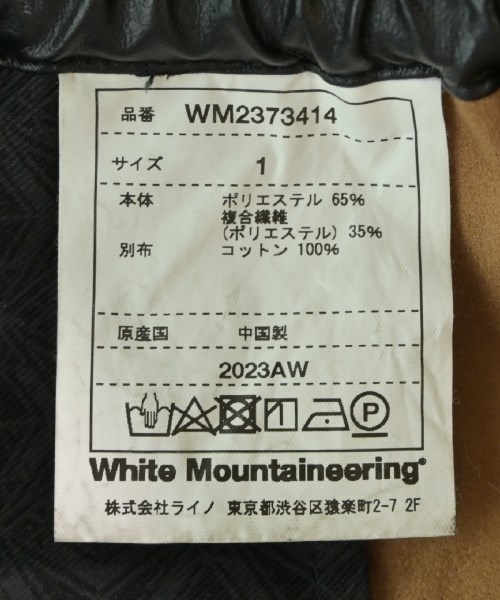 品番 WM2373414
サイズ 1
本体 ポリエステル 65%
複合繊維
(ポリエステル) 35%
別布 コットン 100%
原産国 中国製
2023AW
White Mountaineering®
株式会社ライノ 東京都渋谷区猿楽町2-7 2F